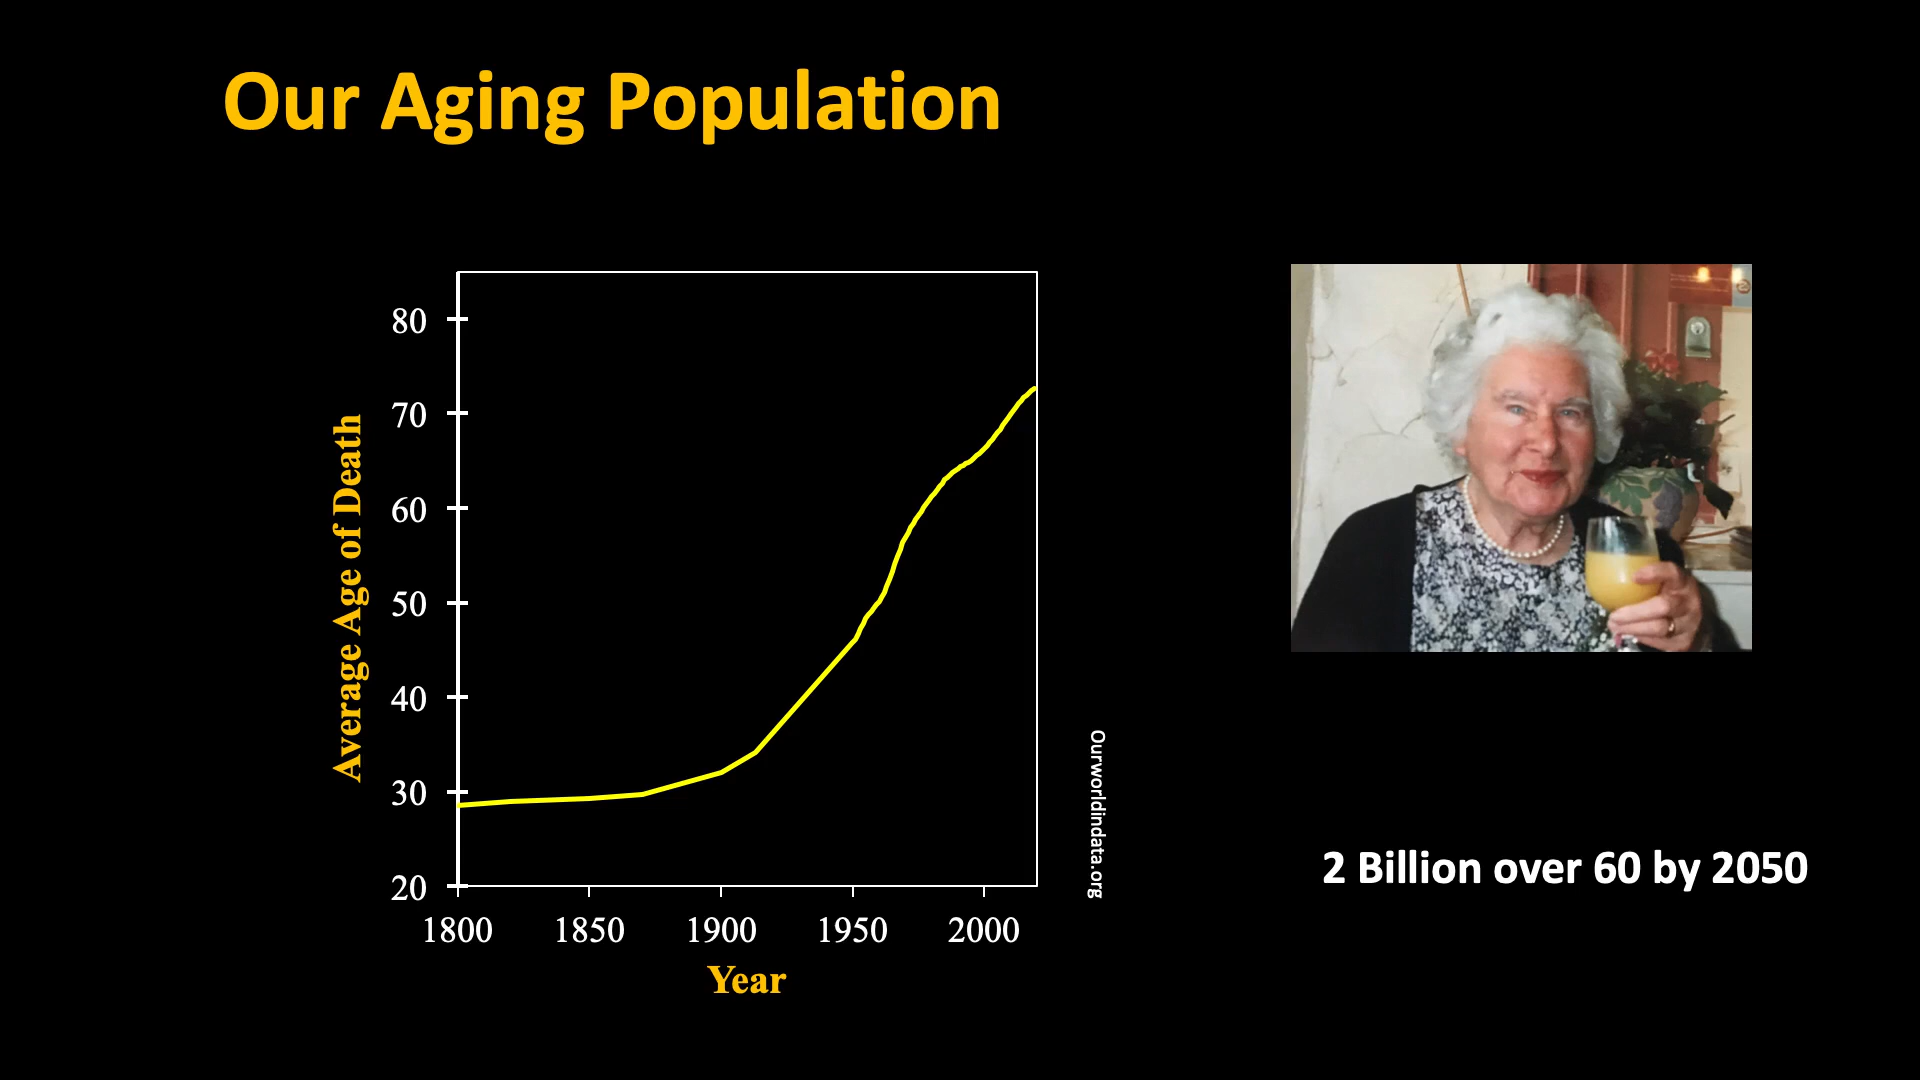 Our Aging Population
80
70
60
50
40
30
20
Average Age of Death
1800 1850 1900 1950 2000
Year
Ourworldindata.org
2 Billion over 60 by 2050